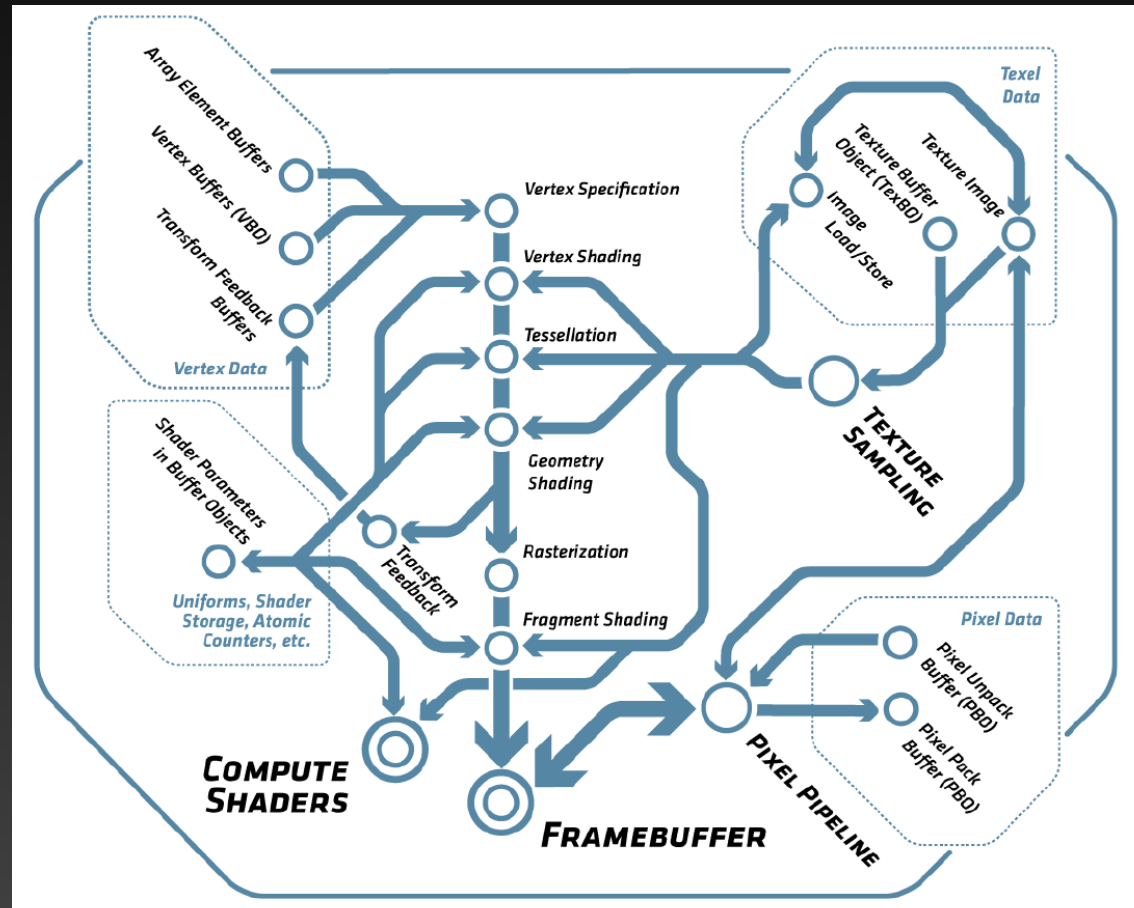 Array Element Buffers
Vertex Buffers (VBO)
Transform Feedback
Buffers
Vertex Data
Vertex Specification
Vertex Shading
Tessellation
Geometry
Shading
Rasterization
Fragment Shading
Transform
Feedback
Shader Parameters
in Buffer Objects
Uniforms, Shader
Storage, Atomic
Counters, etc.
Texel
Data
Texture Image
Texture Buffer
Object (TexBO)
Image
Load/Store
TEXTURE
SAMPLING
Pixel Data
Pixel Unpack
Buffer (PBO)
Pixel Pack
Buffer (PBO)
PIXEL PIPELINE
COMPUTE
SHADERS
FRAMEBUFFER